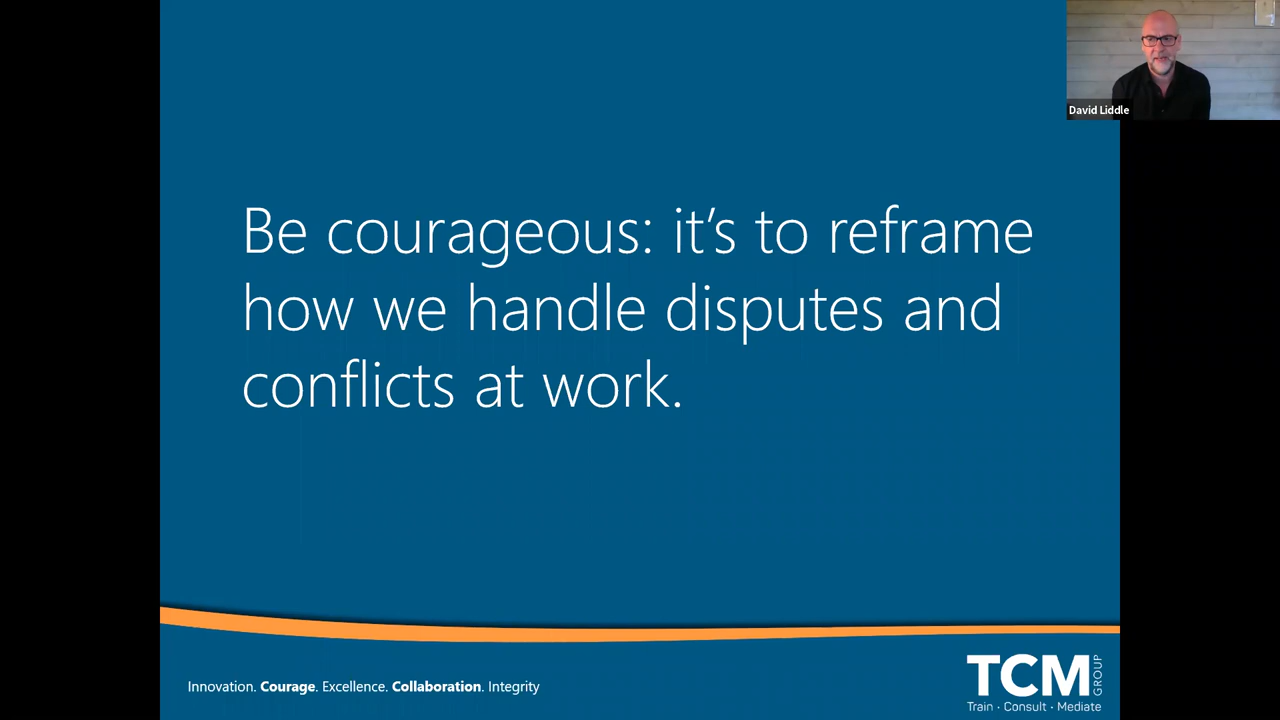 David Liddle
Be courageous: it's to reframe
how we handle disputes and
conflicts at work.
Innovation. Courage. Excellence. Collaboration. Integrity
TCM GROUP
Train · Consult · Mediate